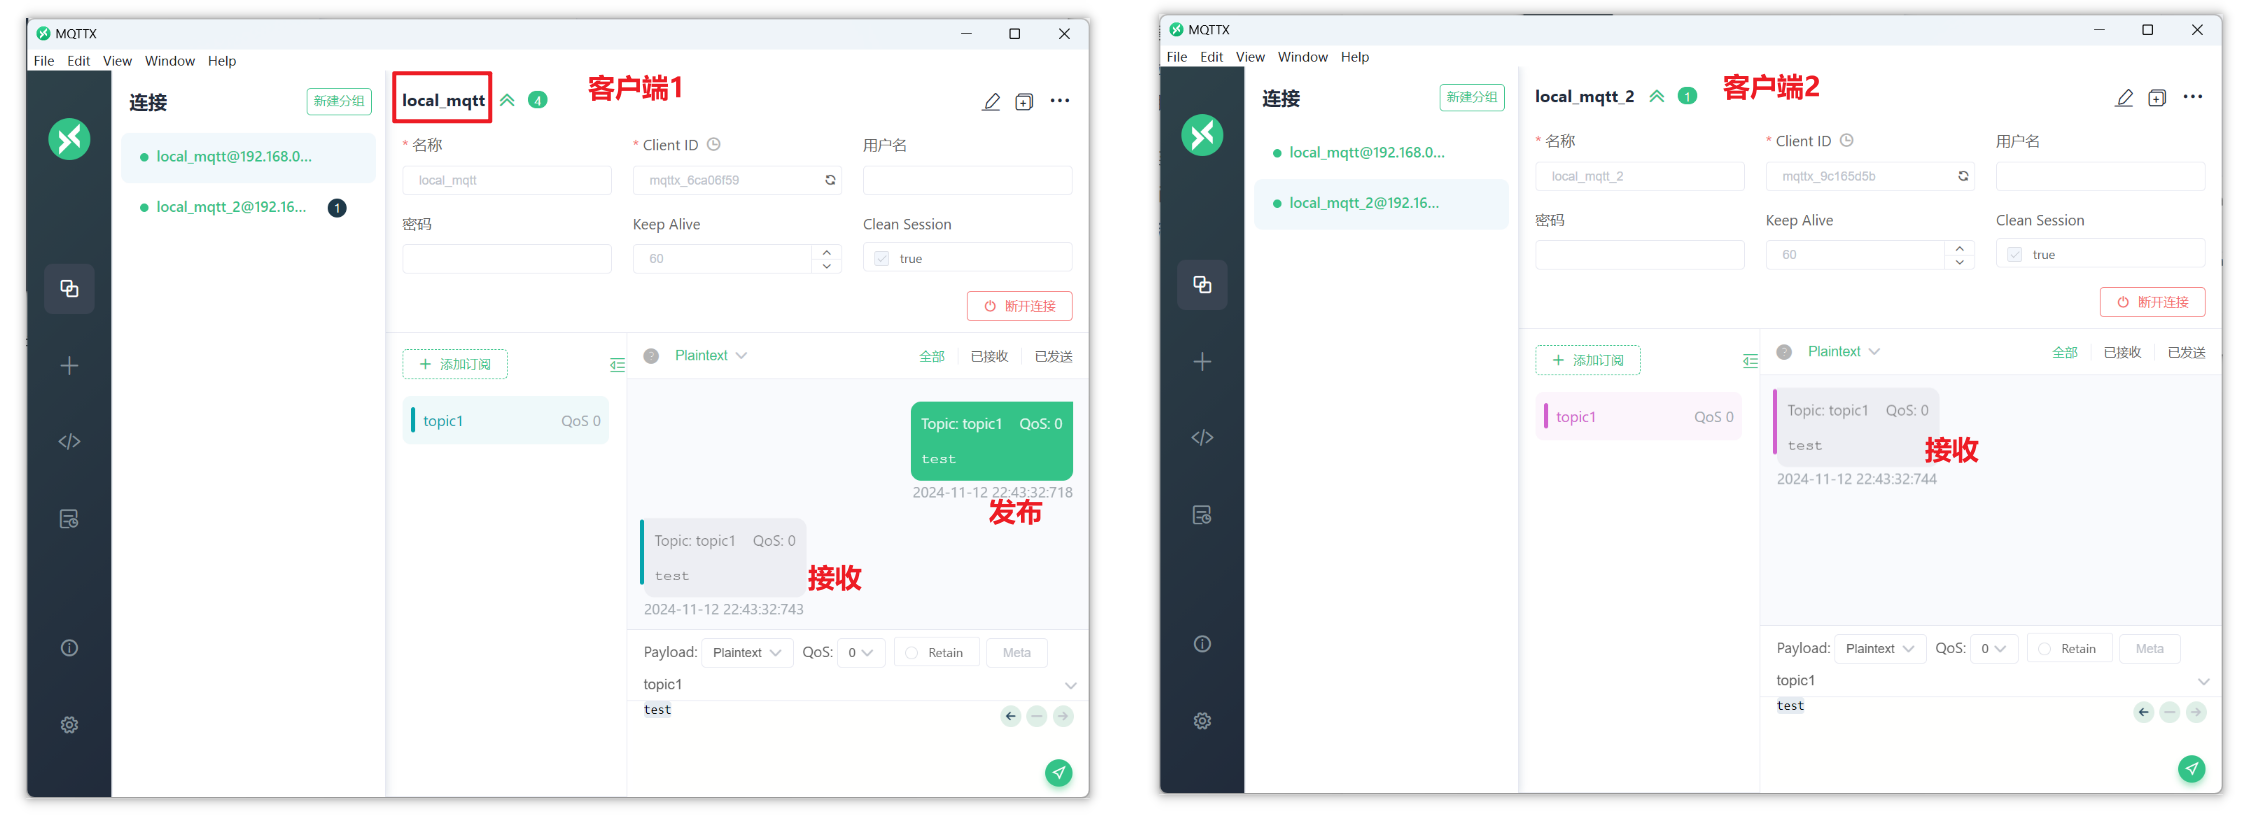 MQTTX
File Edit View Window Help
连接
新建分组
local_mqtt@192.168.0...
local_mqtt_2@192.16...
1
local_mqtt
4
客户端1
* 名称
* Client ID
用户名
local_mqtt
mqttx_6ca06f59
密码
Keep Alive
Clean Session
60
true
断开连接
添加订阅
topic1 QoS 0
? Plaintext
全部 已接收 已发送
Topic: topic1 QoS: 0
test
2024-11-12 22:43:32:718
发布
Topic: topic1 QoS: 0
test
接收
2024-11-12 22:43:32:743
Payload: Plaintext QoS: 0 Retain Meta
topic1
test
MQTTX
File Edit View Window Help
连接
新建分组
local_mqtt@192.168.0...
local_mqtt_2@192.16...
local_mqtt_2
1
客户端2
* 名称
* Client ID
用户名
local_mqtt_2
mqttx_9c165d5b
密码
Keep Alive
Clean Session
60
true
断开连接
添加订阅
topic1 QoS 0
? Plaintext
全部 已接收 已发送
Topic: topic1 QoS: 0
test
接收
2024-11-12 22:43:32:744
Payload: Plaintext QoS: 0 Retain Meta
topic1
test